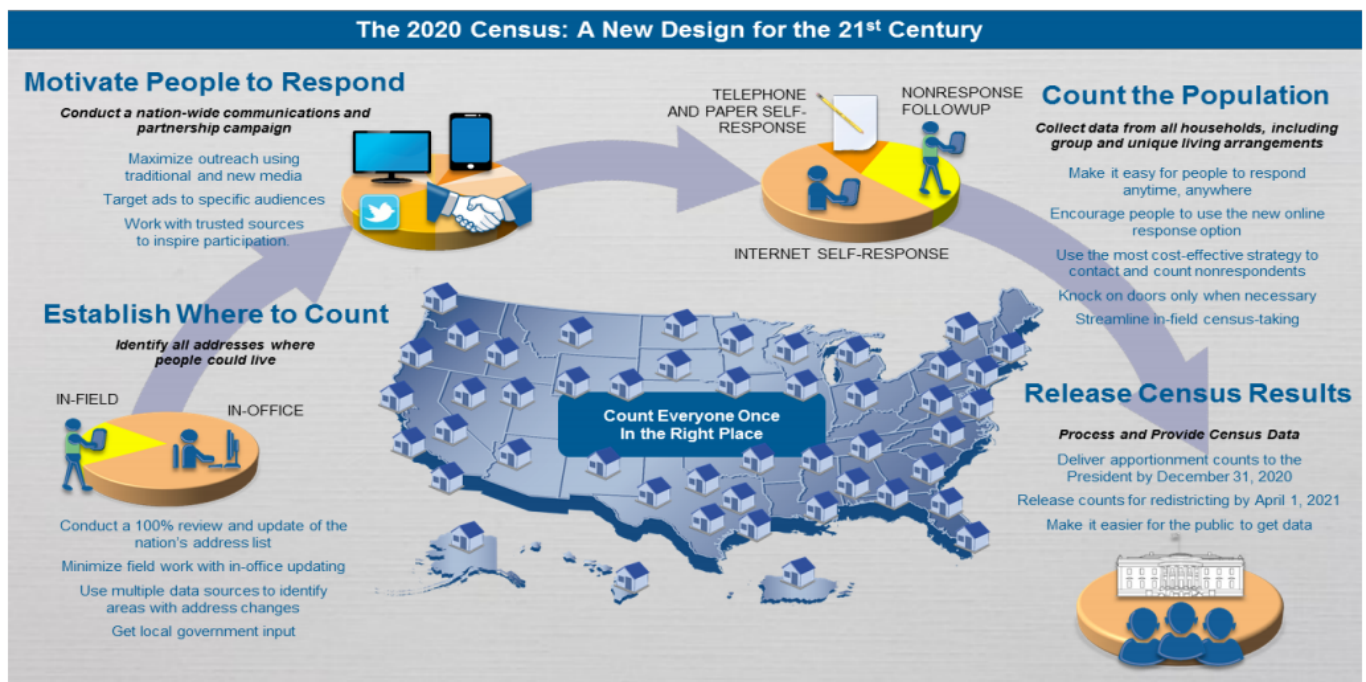 The 2020 Census: A New Design for the 21st Century
Motivate People to Respond
Conduct a nation-wide communications and
partnership campaign
Maximize outreach using
traditional and new media
Target ads to specific audiences
Work with trusted sources
to inspire participation.
TELEPHONE
AND PAPER SELF-
RESPONSE
NONRESPONSE
FOLLOWUP
INTERNET SELF-RESPONSE
Count the Population
Collect data from all households, including
group and unique living arrangements
Make it easy for people to respond
anytime, anywhere
Encourage people to use the new online
response option
Use the most cost-effective strategy to
contact and count nonrespondents
Knock on doors only when necessary
Streamline in-field census-taking
Establish Where to Count
Identify all addresses where
people could live
IN-FIELD
IN-OFFICE
Conduct a 100% review and update of the
nation's address list
Minimize field work with in-office updating
Use multiple data sources to identify
areas with address changes
Get local government input
Count Everyone Once
In the Right Place
Release Census Results
Process and Provide Census Data
Deliver apportionment counts to the
President by December 31, 2020
Release counts for redistricting by April 1, 2021
Make it easier for the public to get data